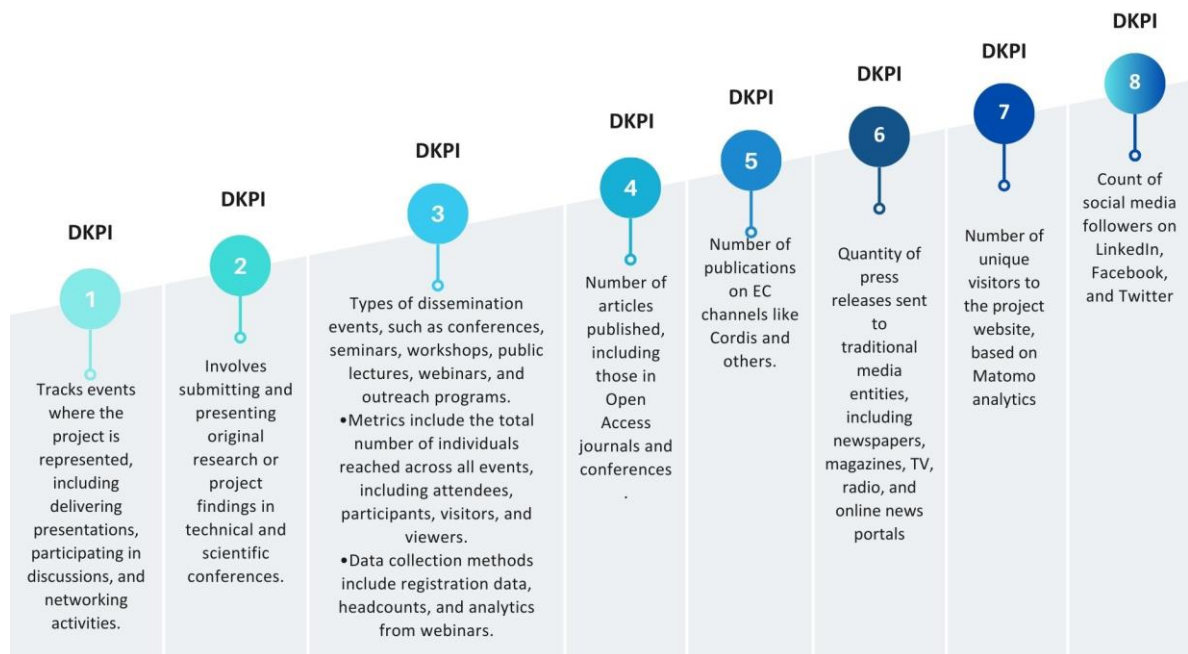 DKPI
1
Tracks events
where the
project is
represented,
including
delivering
presentations,
participating in
discussions, and
networking
activities.
DKPI
2
Involves
submitting and
presenting
original
research or
project
findings in
technical and
scientific
conferences.
DKPI
3
Types of dissemination
events, such as conferences,
seminars, workshops, public
lectures, webinars, and
outreach programs.
•Metrics include the total
number of individuals
reached across all events,
including attendees,
participants, visitors, and
viewers.
•Data collection methods
include registration data,
headcounts, and analytics
from webinars.
DKPI
4
Number of
articles
published,
including
those in
Open
Access
journals and
conferences
.
DKPI
5
Number of
publications
on EC
channels like
Cordis and
others.
DKPI
6
Quantity of
press
releases sent
to
traditional
media
entities,
including
newspapers,
magazines, TV,
radio, and
online news
portals
DKPI
7
Number of
unique
visitors to
the project
website,
based on
Matomo
analytics
DKPI
8
Count of
social media
followers on
LinkedIn,
Facebook,
and Twitter